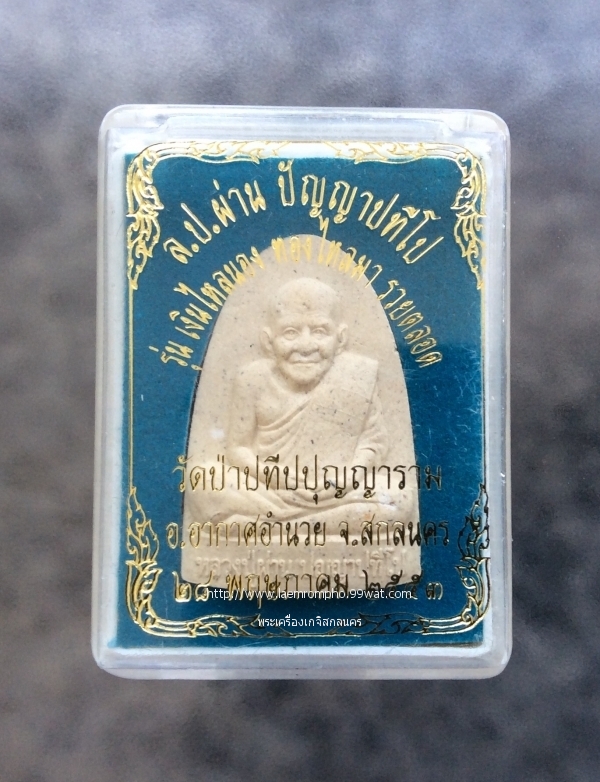 ล.ป.ผ่าน ปัญญาปทีโป
รุ่น เงินไหลนอง ทองไหลมา รวยตลอด
วัดป่าปทีปปุญญาราม
อ.อากาศอำนวย จ.สกลนคร
๒๘ พฤษภาคม ๒๕๕๓
http://www.laemrompho.99wat.com
พระเครื่องเกจิสกลนคร